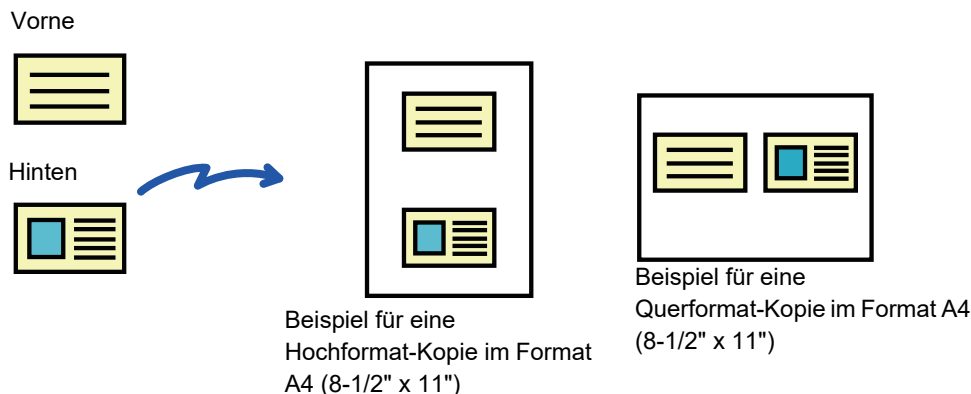 Vorne
Hinten
Beispiel für eine
Hochformat-Kopie im Format
A4 (8-1/2" x 11")
Beispiel für eine
Querformat-Kopie im Format A4
(8-1/2" x 11")